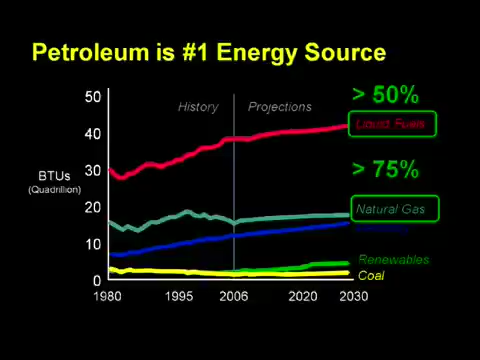 Petroleum is #1 Energy Source
50
40
30
20
10
0
BTUs
(Quadrillion)
History
Projections
> 50%
Liquid Fuels
> 75%
Natural Gas
Renewables
Coal
1980
1995
2006
2020
2030